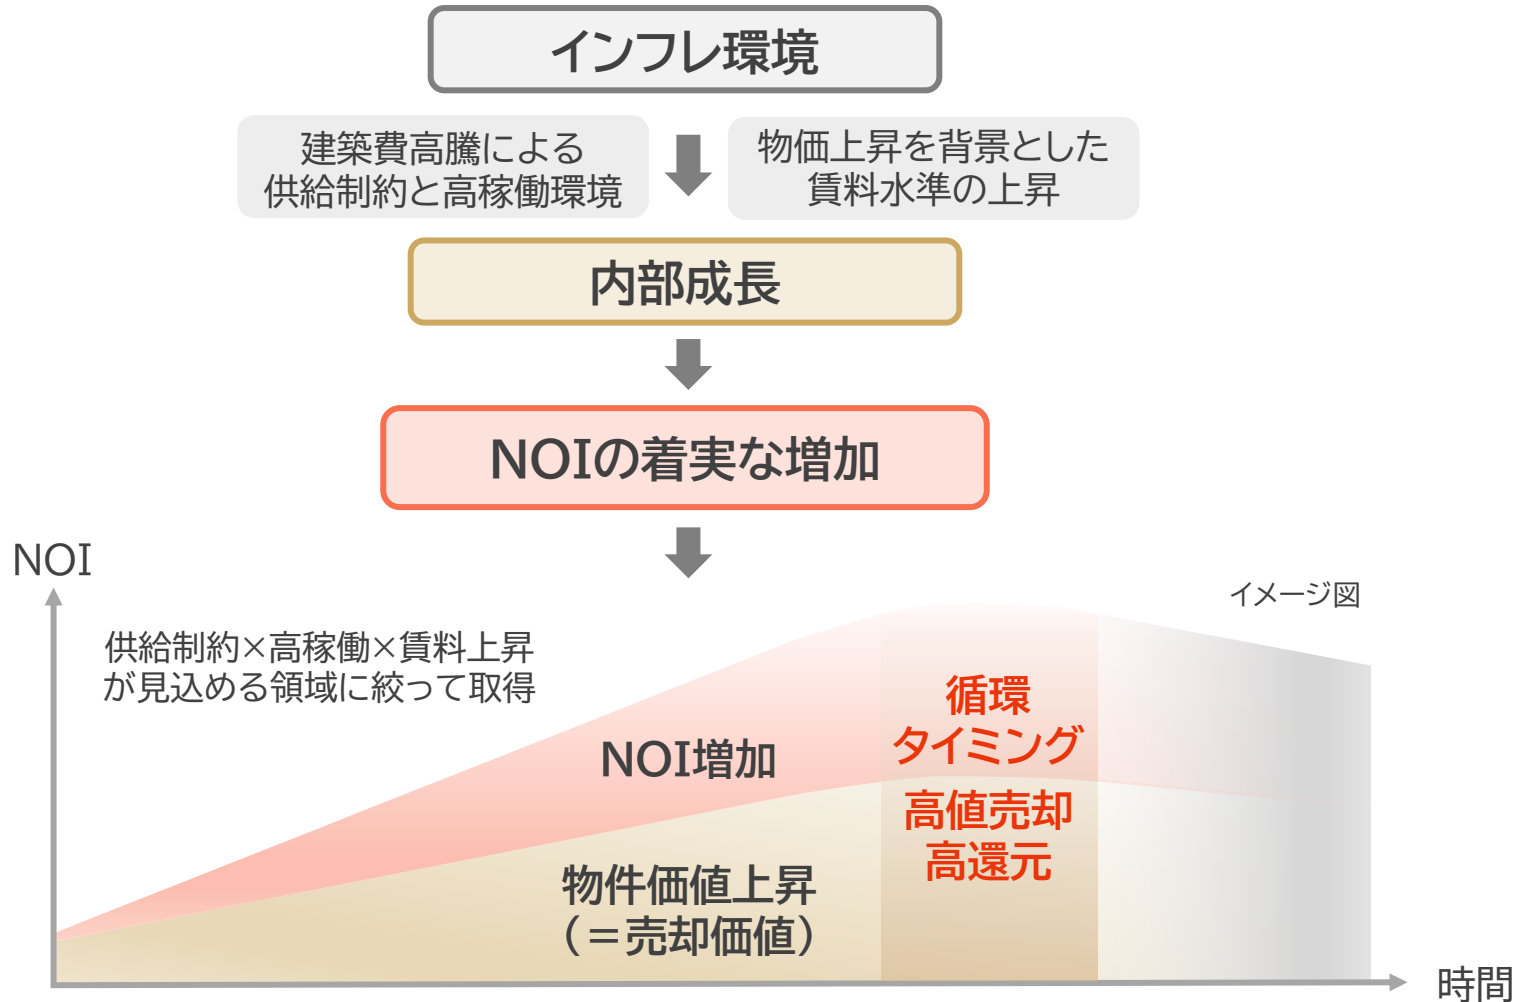 インフレ環境
建築費高騰による
供給制約と高稼働環境
物価上昇を背景とした
賃料水準の上昇
内部成長
NOIの着実な増加
NOI
イメージ図
供給制約×高稼働×賃料上昇
が見込める領域に絞って取得
循環
タイミング
NOI増加
高値売却
高還元
物件価値上昇
（＝売却価値）
時間